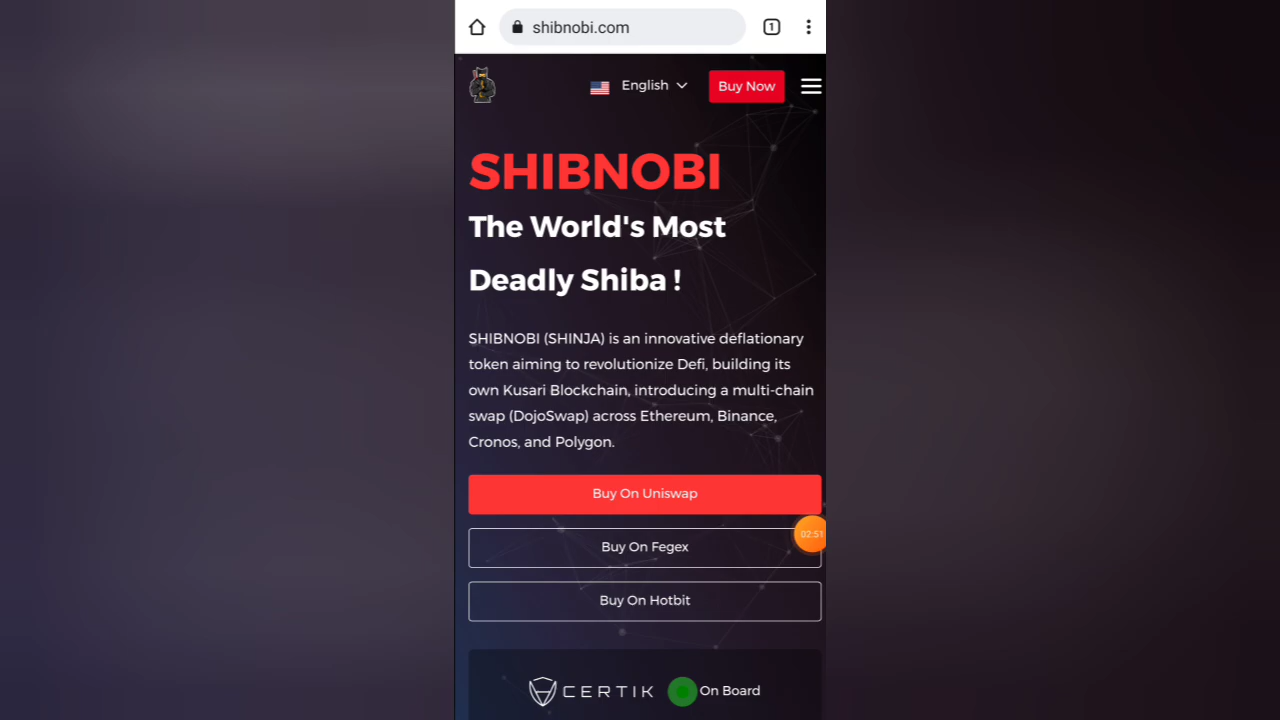 shibnobi.com
1
English
Buy Now
SHIBNOBI
The World's Most
Deadly Shiba !
SHIBNOBI (SHINJA) is an innovative deflationary
token aiming to revolutionize Defi, building its
own Kusari Blockchain, introducing a multi-chain
swap (DojoSwap) across Ethereum, Binance,
Cronos, and Polygon.
Buy On Uniswap
02:51
Buy On Fegex
Buy On Hotbit
CERTIK On Board